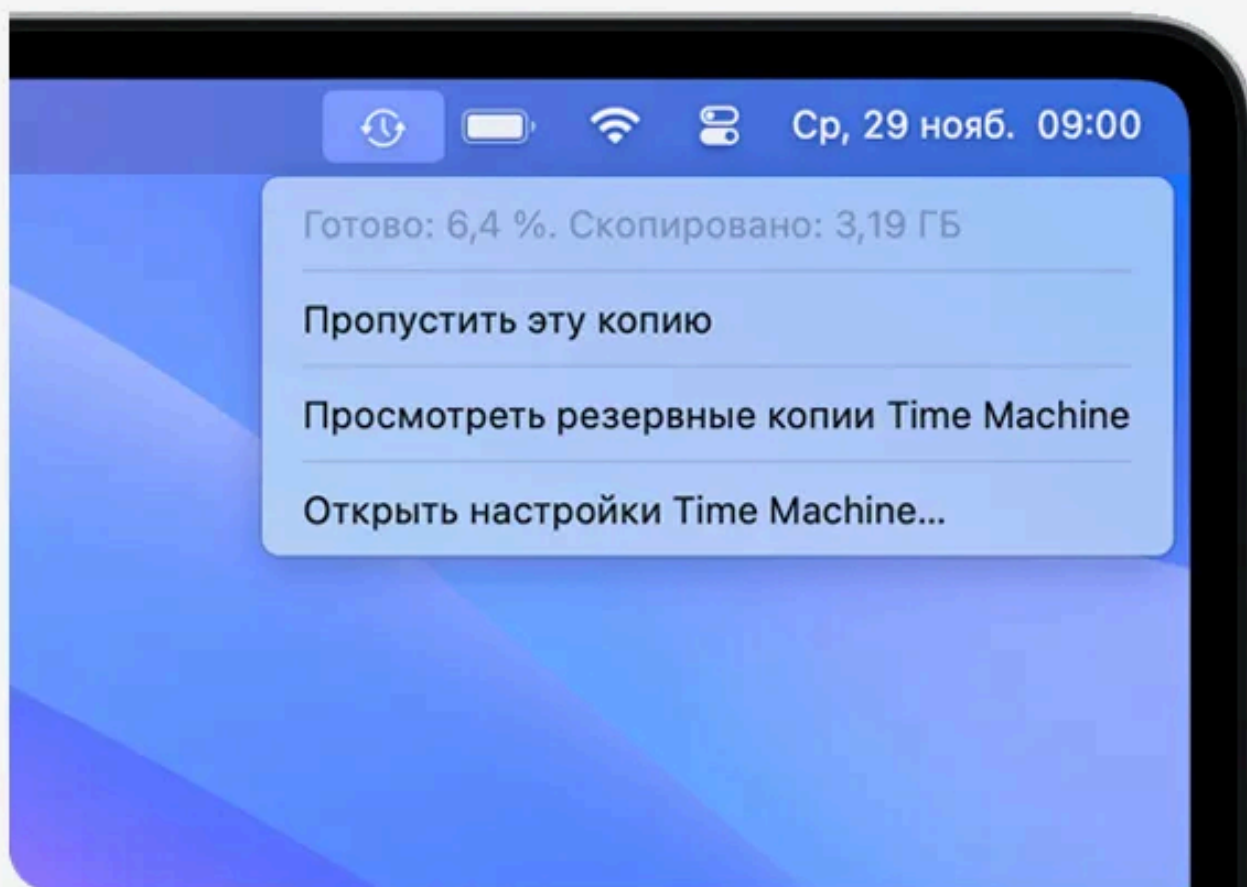 Ср, 29 нояб. 09:00
Готово: 6,4 %. Скопировано: 3,19 ГБ
Пропустить эту копию
Просмотреть резервные копии Time Machine
Открыть настройки Time Machine...